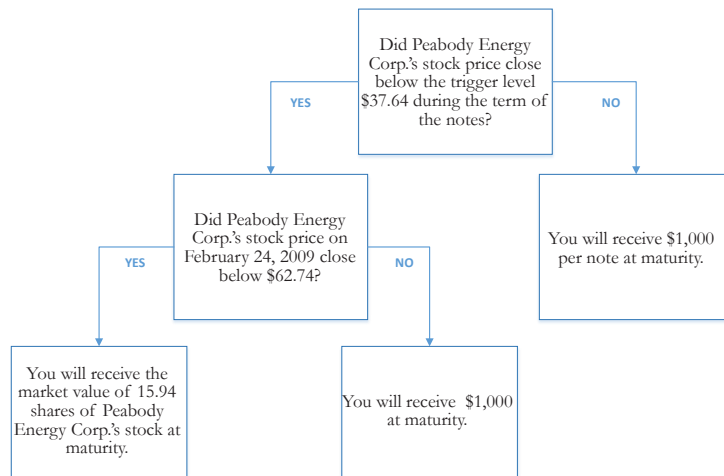 Did Peabody Energy
Corp.'s stock price close
below the trigger level
$37.64 during the term of
the notes?
YES
NO
Did Peabody Energy
Corp.'s stock price on
February 24, 2009 close
below $62.74?
You will receive $1,000
per note at maturity.
YES
NO
You will receive the
market value of 15.94
shares of Peabody
Energy Corp.'s stock at
maturity.
You will receive $1,000
at maturity.